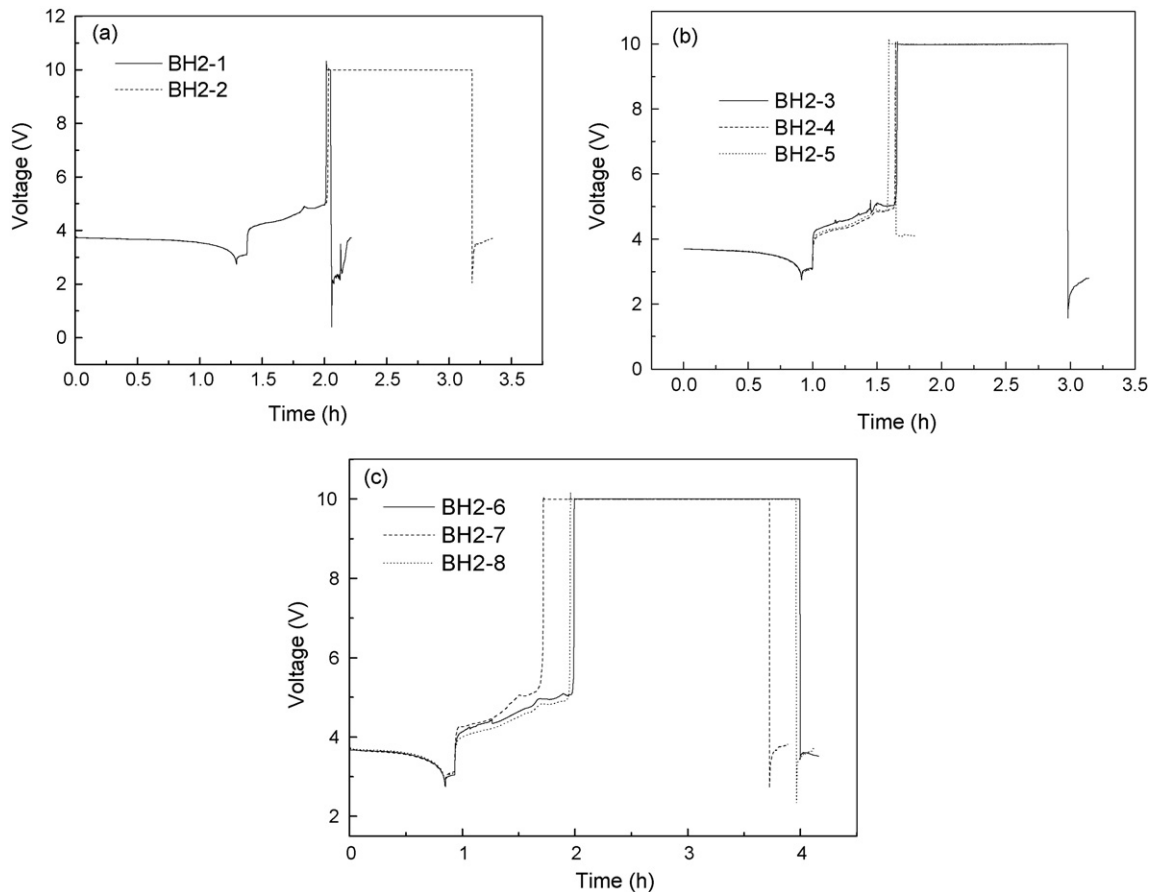 (a)
BH2-1
BH2-2
Voltage (V)
12
10
8
6
4
2
0
0.0 0.5 1.0 1.5 2.0 2.5 3.0 3.5
Time (h)
(b)
BH2-3
BH2-4
BH2-5
Voltage (V)
10
8
6
4
2
0
0.0 0.5 1.0 1.5 2.0 2.5 3.0 3.5
Time (h)
(c)
BH2-6
BH2-7
BH2-8
Voltage (V)
10
8
6
4
2
0 1 2 3 4
Time (h)